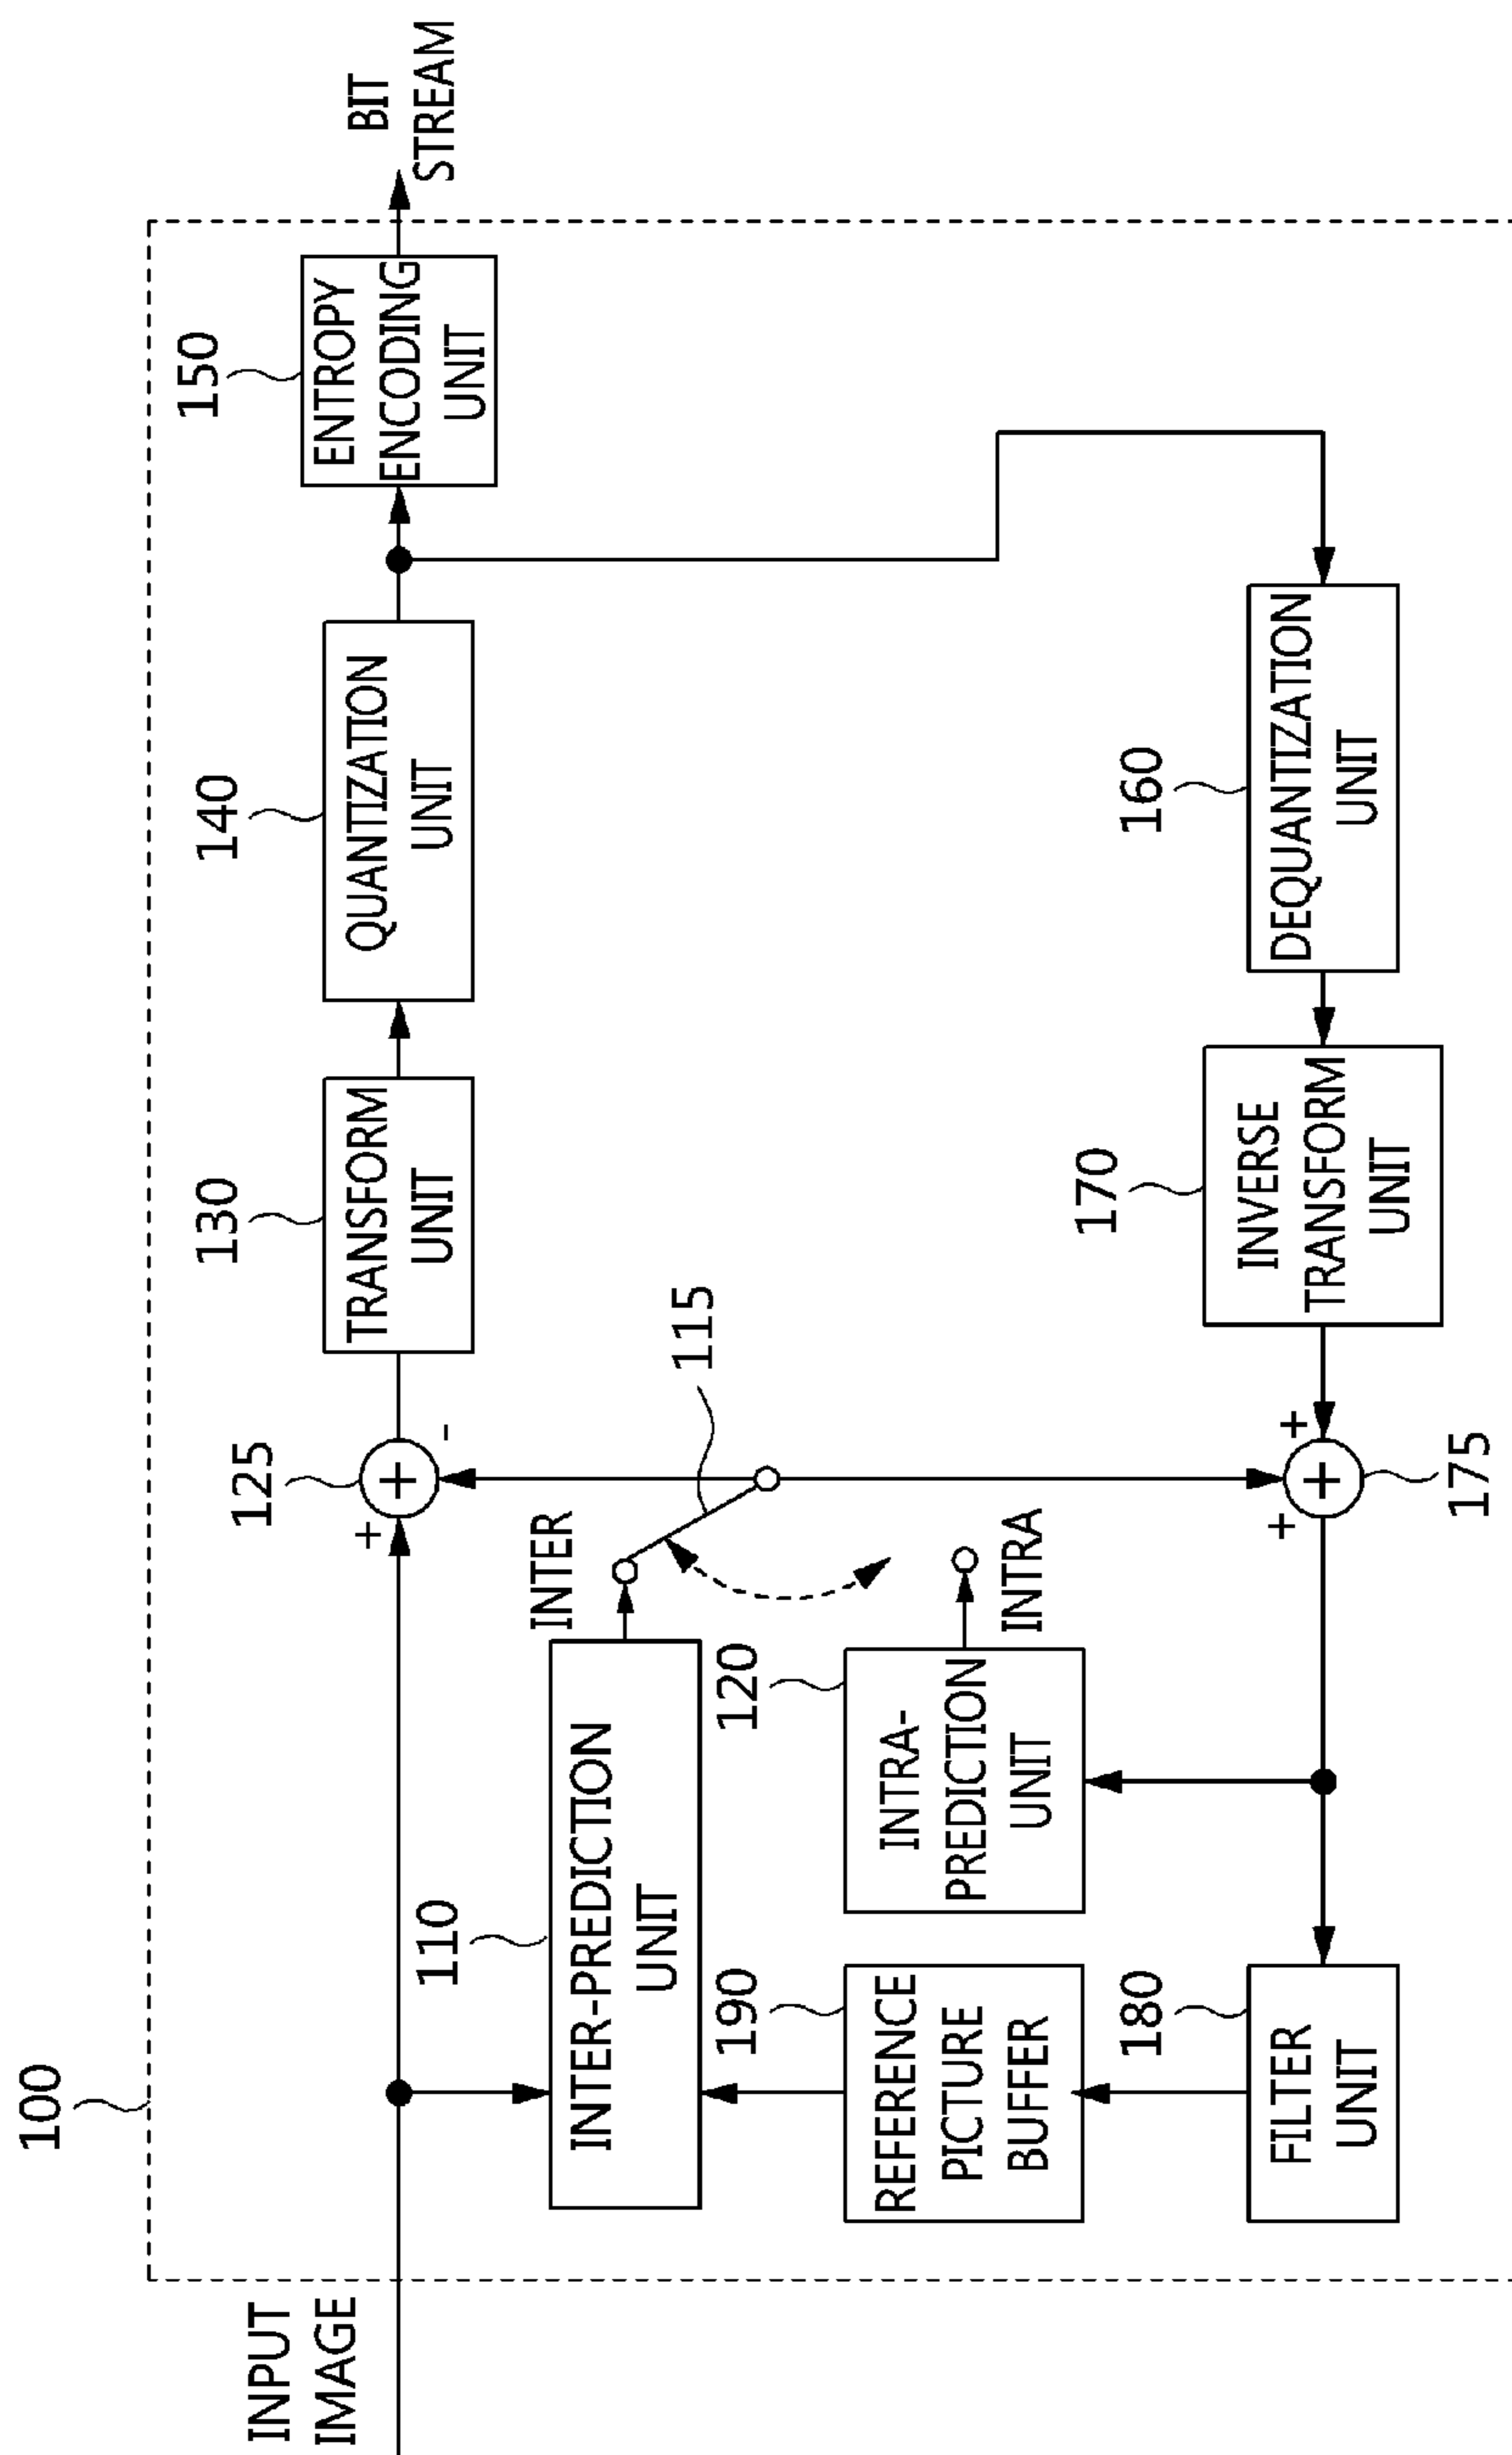 100
INPUT
IMAGE
125
+
+
-
130
TRANSFORM
UNIT
140
QUANTIZATION
UNIT
150
ENTROPY
ENCODING
UNIT
BIT
STREAM
110
INTER-PREDICTION
UNIT
INTER
115
190
REFERENCE
PICTURE
BUFFER
120
INTRA-
PREDICTION
UNIT
INTRA
180
FILTER
UNIT
+
+
+
175
170
INVERSE
TRANSFORM
UNIT
160
DEQUANTIZATION
UNIT